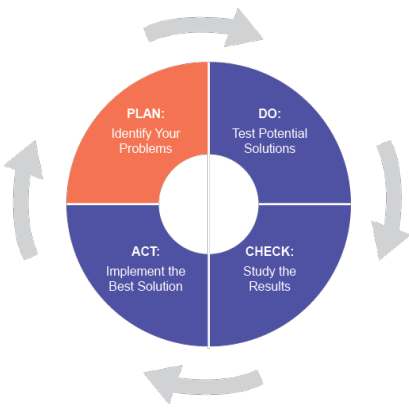 PLAN:
Identify Your
Problems
DO:
Test Potential
Solutions
CHECK:
Study the
Results
ACT:
Implement the
Best Solution